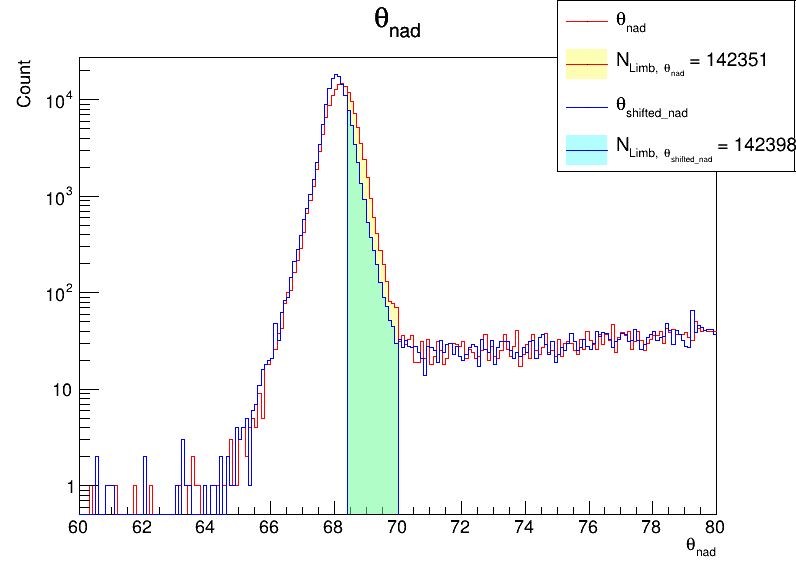 θnad
θnad
NLimb, θnad = 142351
θshifted_nad
NLimb, θshifted_nad = 142398
Count
10^4
10^3
10^2
10
1
60 62 64 66 68 70 72 74 76 78 80
θnad